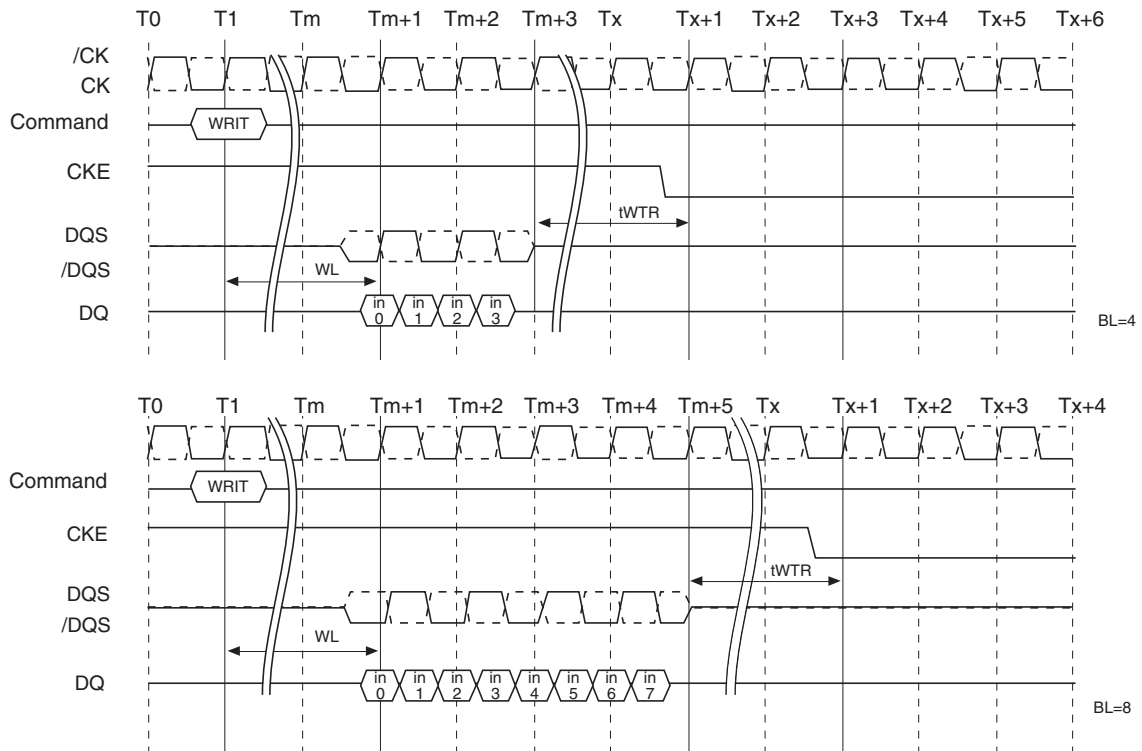 T0 T1 Tm Tm+1 Tm+2 Tm+3 Tx Tx+1 Tx+2 Tx+3 Tx+4 Tx+5 Tx+6
/CK
CK
Command WRIT
CKE
tWTR
DQS
/DQS
WL
DQ in 0 in 1 in 2 in 3
BL=4
T0 T1 Tm Tm+1 Tm+2 Tm+3 Tm+4 Tm+5 Tx Tx+1 Tx+2 Tx+3 Tx+4
Command WRIT
CKE
tWTR
DQS
/DQS
WL
DQ in 0 in 1 in 2 in 3 in 4 in 5 in 6 in 7
BL=8